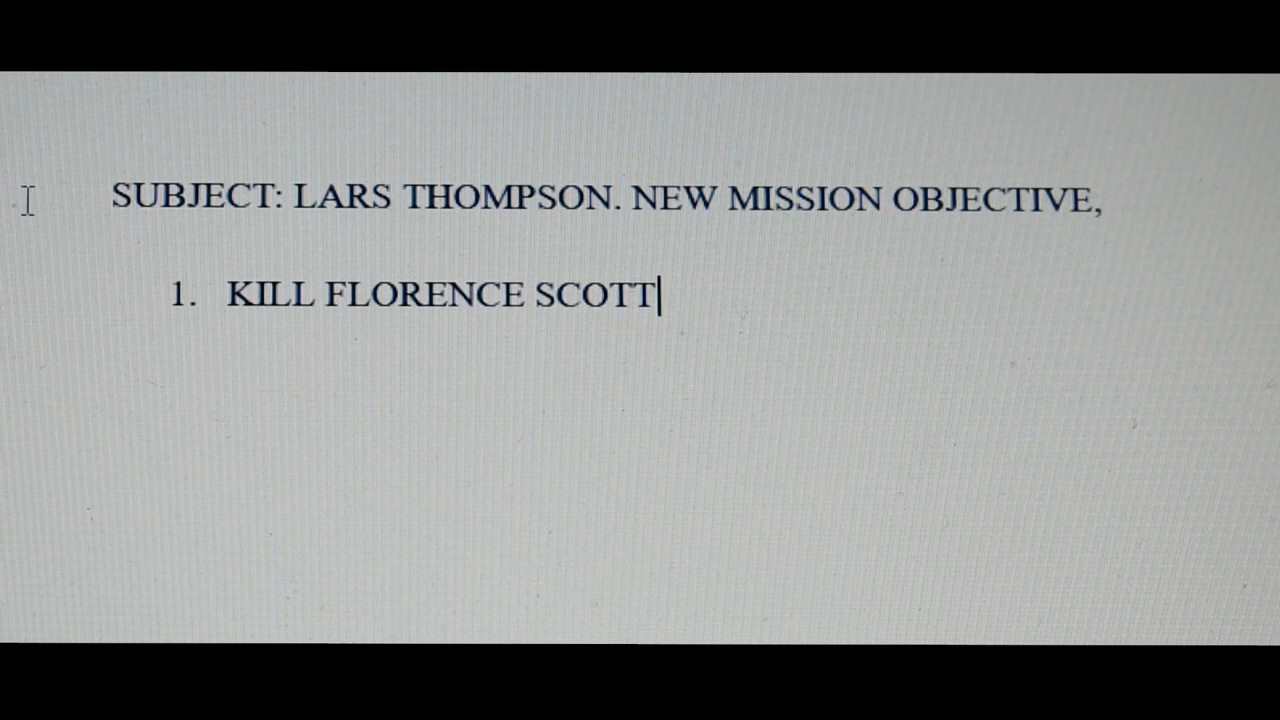 SUBJECT: LARS THOMPSON. NEW MISSION OBJECTIVE,
1. KILL FLORENCE SCOTT